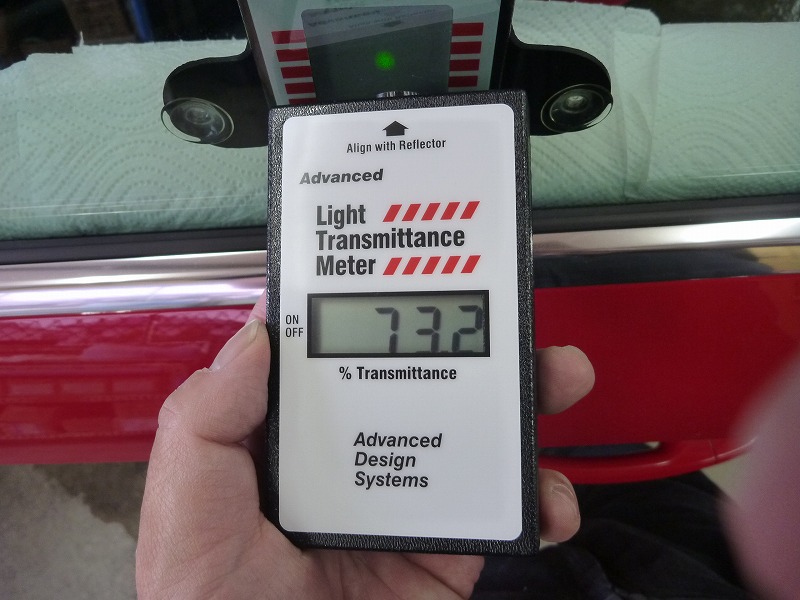 Align with Reflector
Advanced
Light
Transmittance
Meter
ON
OFF
73.2
% Transmittance
Advanced
Design
Systems